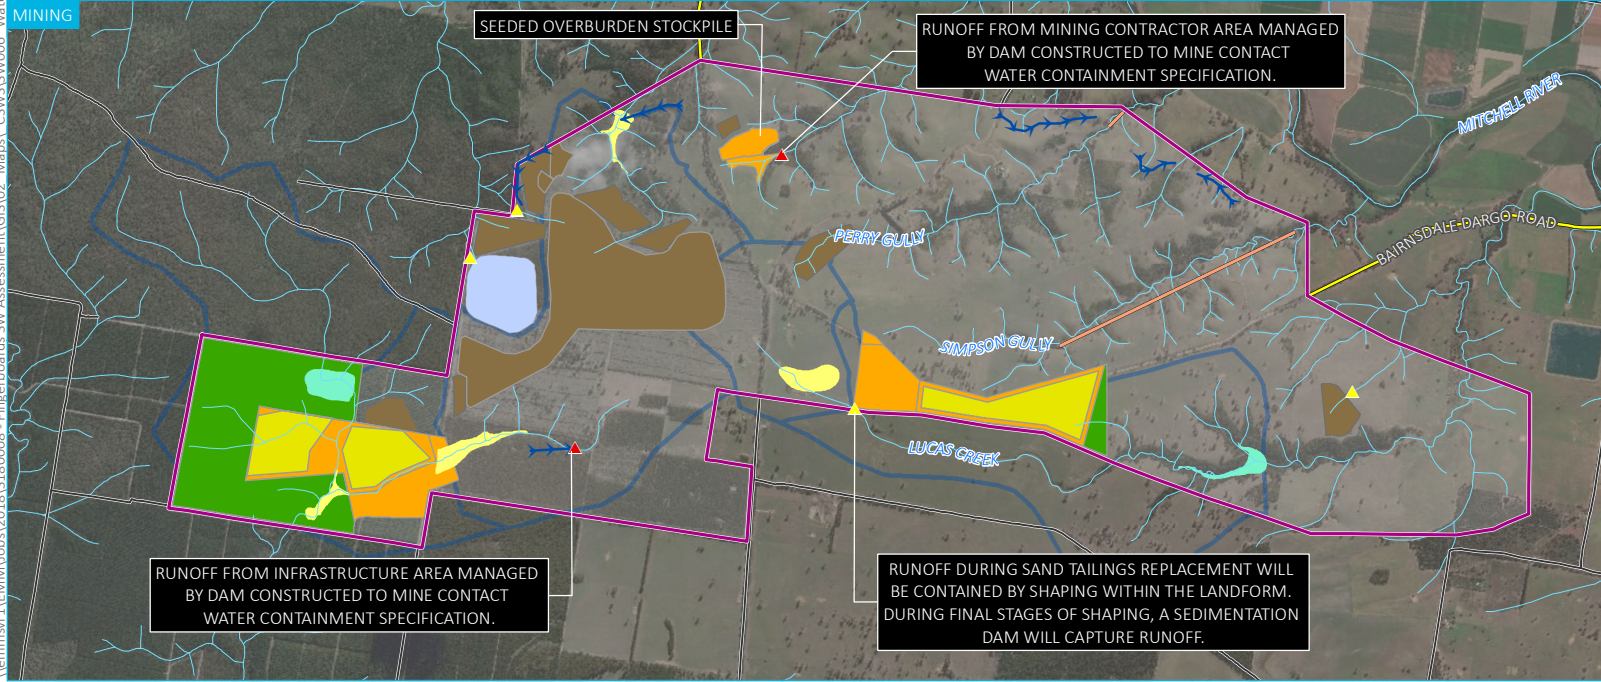 MINING
SEEDED OVERBURDEN STOCKPILE
RUNOFF FROM MINING CONTRACTOR AREA MANAGED
BY DAM CONSTRUCTED TO MINE CONTACT
WATER CONTAINMENT SPECIFICATION.
MITCHELL RIVER
BAIRNSDALE-DARGO ROAD
PERRY GULLY
SIMPSON GULLY
LUCAS CREEK
RUNOFF FROM INFRASTRUCTURE AREA MANAGED
BY DAM CONSTRUCTED TO MINE CONTACT
WATER CONTAINMENT SPECIFICATION.
RUNOFF DURING SAND TAILINGS REPLACEMENT WILL
BE CONTAINED BY SHAPING WITHIN THE LANDFORM.
DURING FINAL STAGES OF SHAPING, A SEDIMENTATION
DAM WILL CAPTURE RUNOFF.